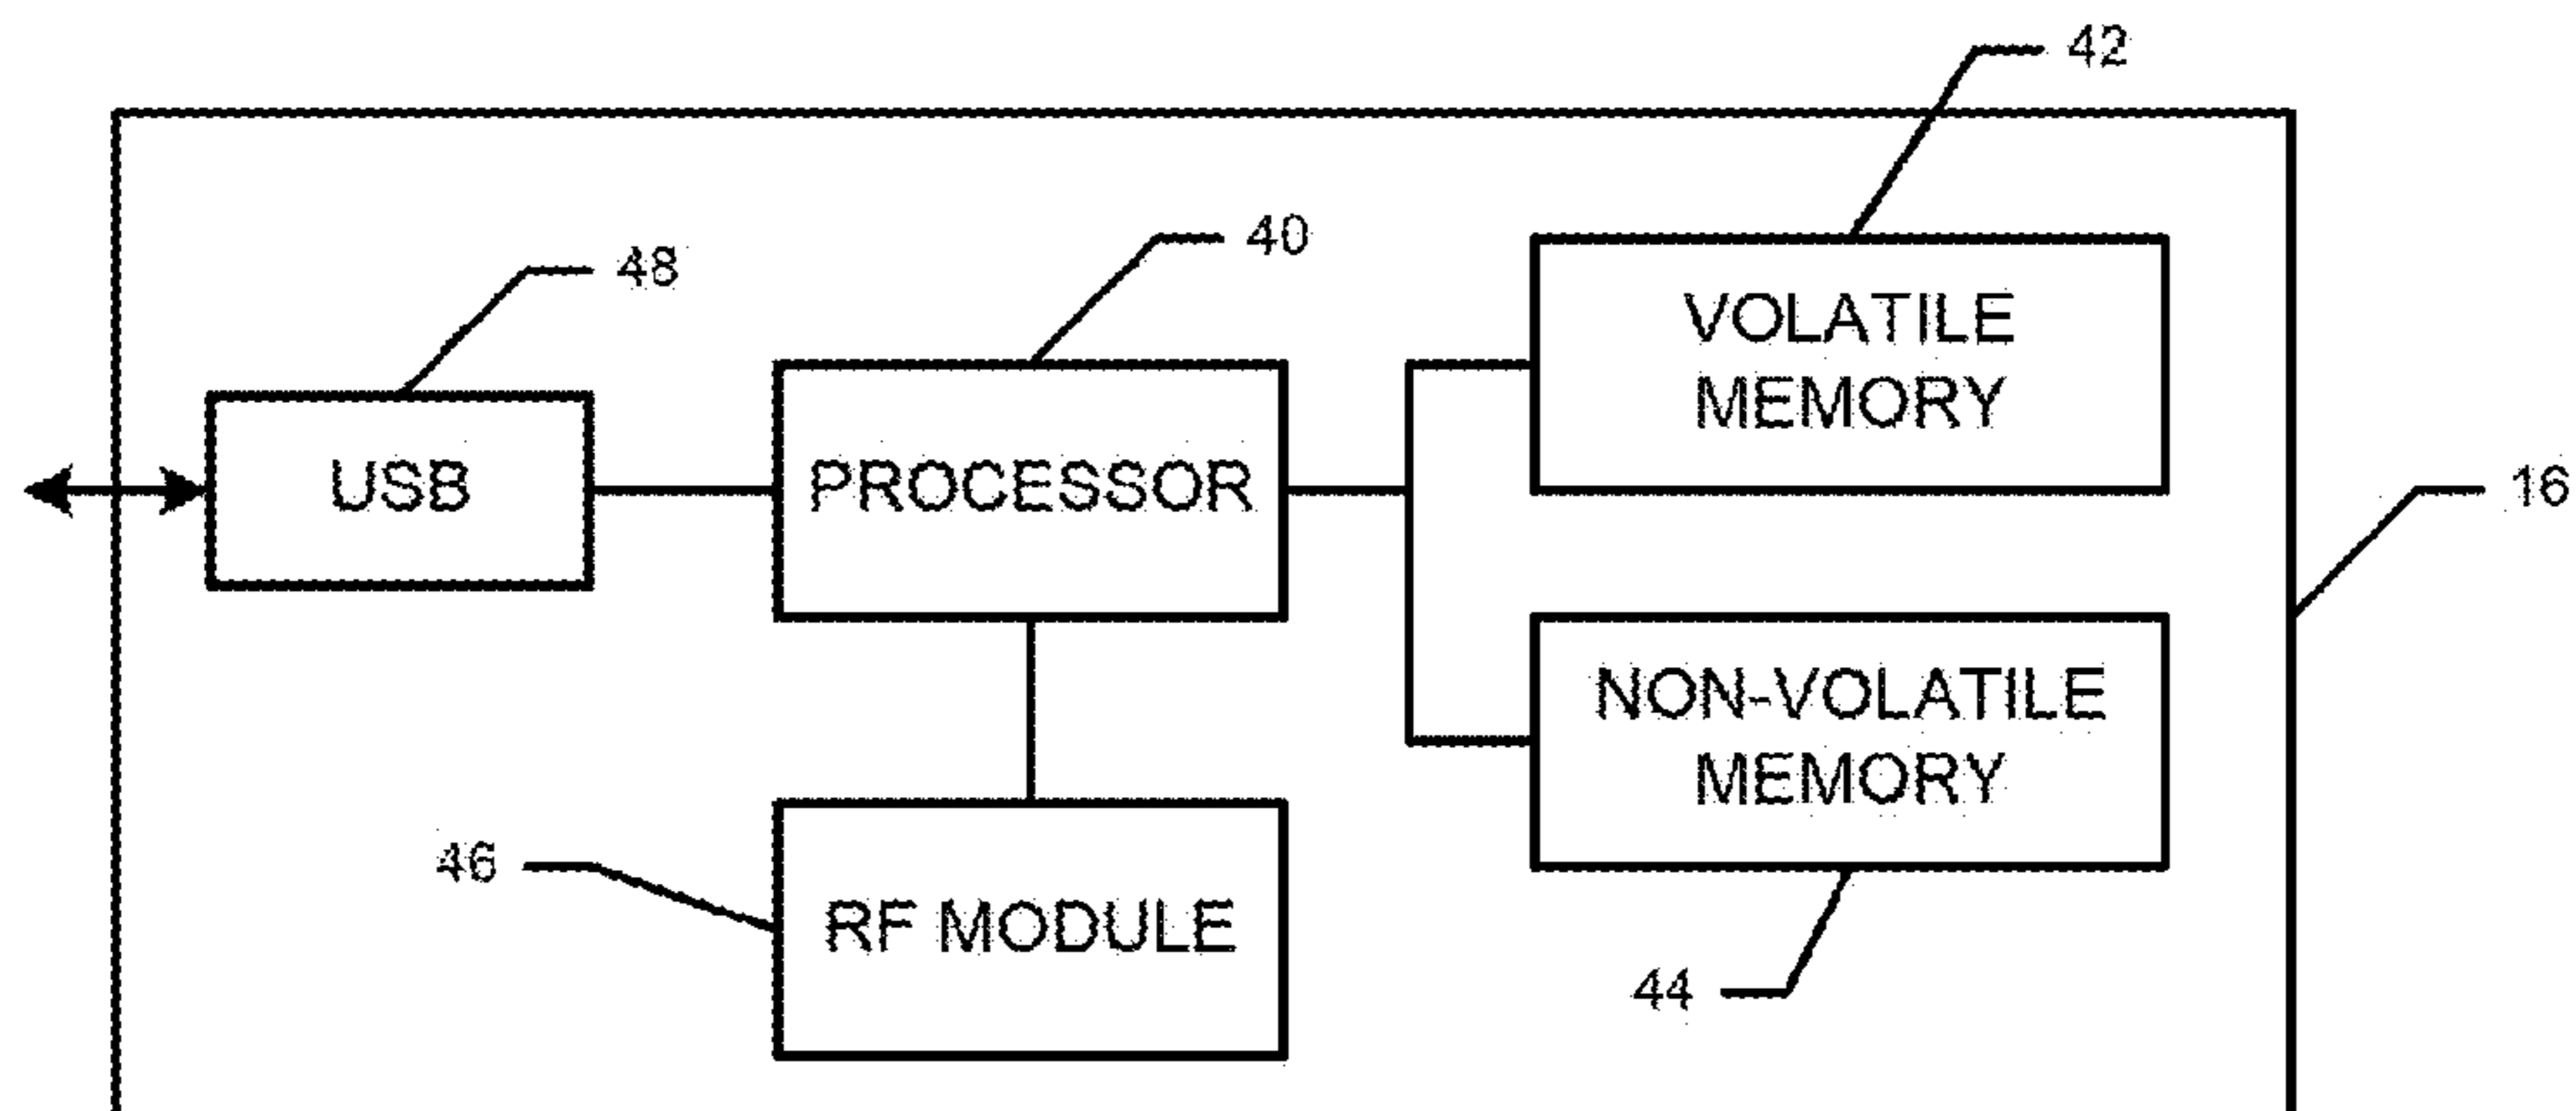 42
40
48
VOLATILE
MEMORY
USB
PROCESSOR
16
NON-VOLATILE
MEMORY
46
RF MODULE
44